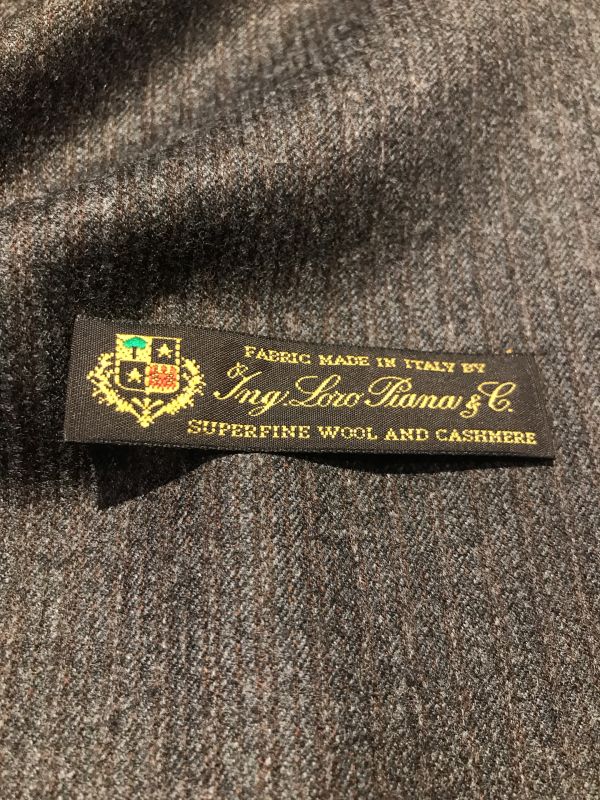 FABRIC MADE IN ITALY BY
Ing Loro Piana & C.
SUPERFINE WOOL AND CASHMERE